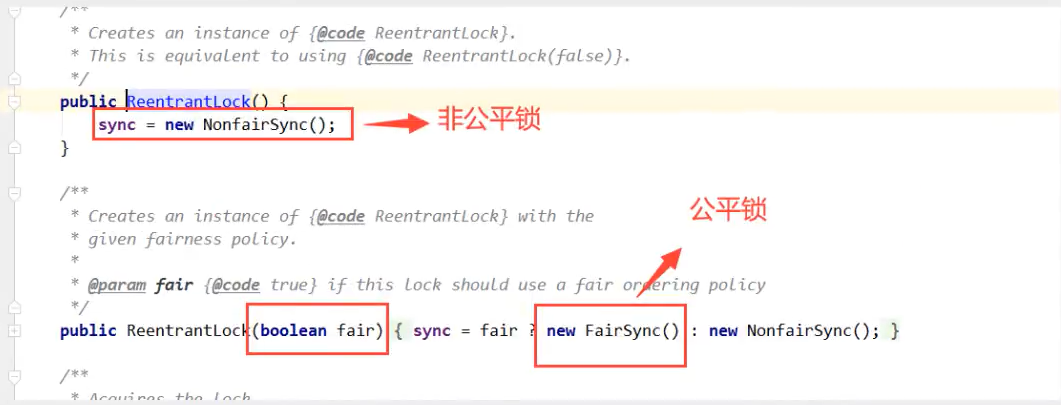 /**
* Creates an instance of {@code ReentrantLock}.
* This is equivalent to using {@code ReentrantLock(false)}.
*/
public ReentrantLock() {
sync = new NonfairSync();
非公平锁
}
/**
* Creates an instance of {@code ReentrantLock} with the
* given fairness policy.
公平锁
*
* @param fair {@code true} if this lock should use a fair ordering policy
*/
public ReentrantLock(boolean fair) { sync = fair ? new FairSync() : new NonfairSync(); }
/**
* Acquires the lock